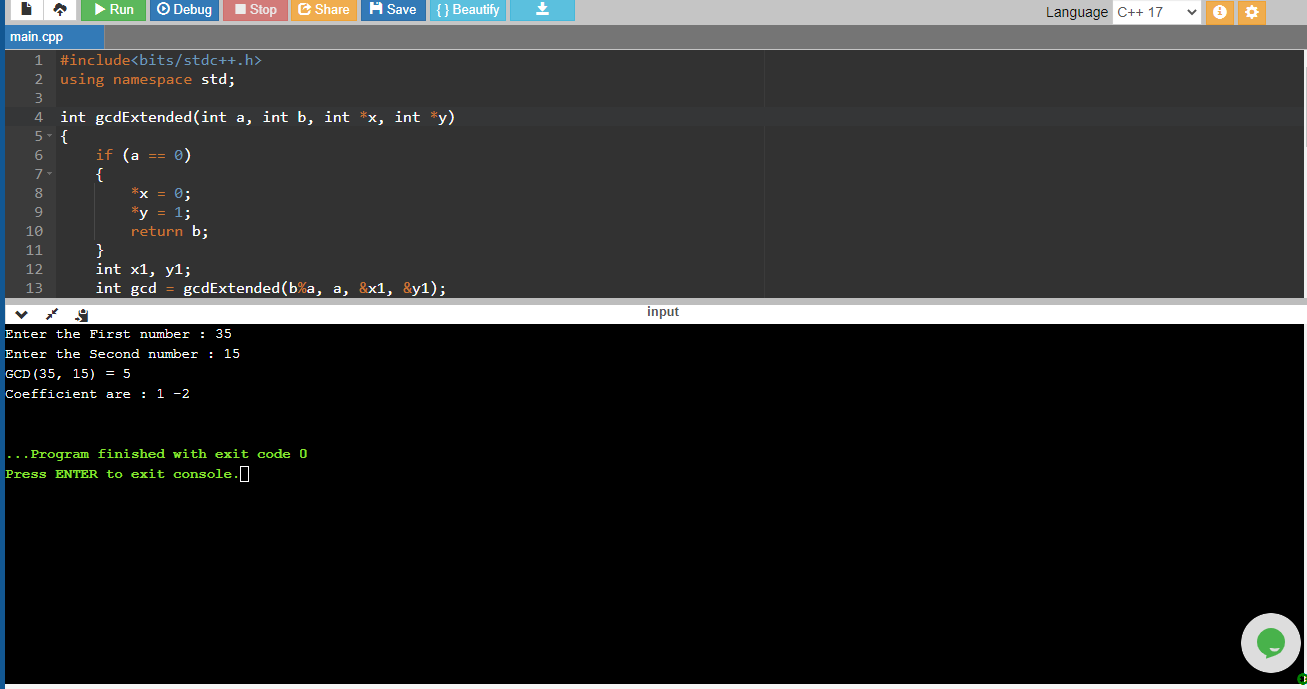 Run Debug Stop Share Save { } Beautify Language C++ 17
main.cpp
1 #include<bits/stdc++.h>
2 using namespace std;
3
4 int gcdExtended(int a, int b, int *x, int *y)
5 {
6 if (a == 0)
7 {
8 *x = 0;
9 *y = 1;
10 return b;
11 }
12 int x1, y1;
13 int gcd = gcdExtended(b%a, a, &x1, &y1);
input
Enter the First number : 35
Enter the Second number : 15
GCD(35, 15) = 5
Coefficient are : 1 -2
...Program finished with exit code 0
Press ENTER to exit console.